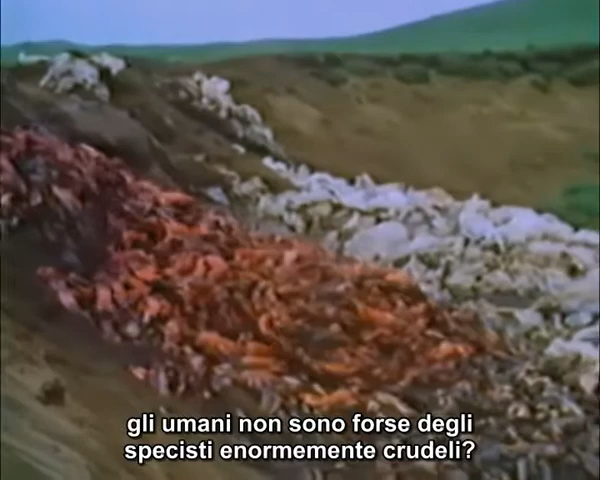 gli umani non sono forse degli
specisti enormemente crudeli?